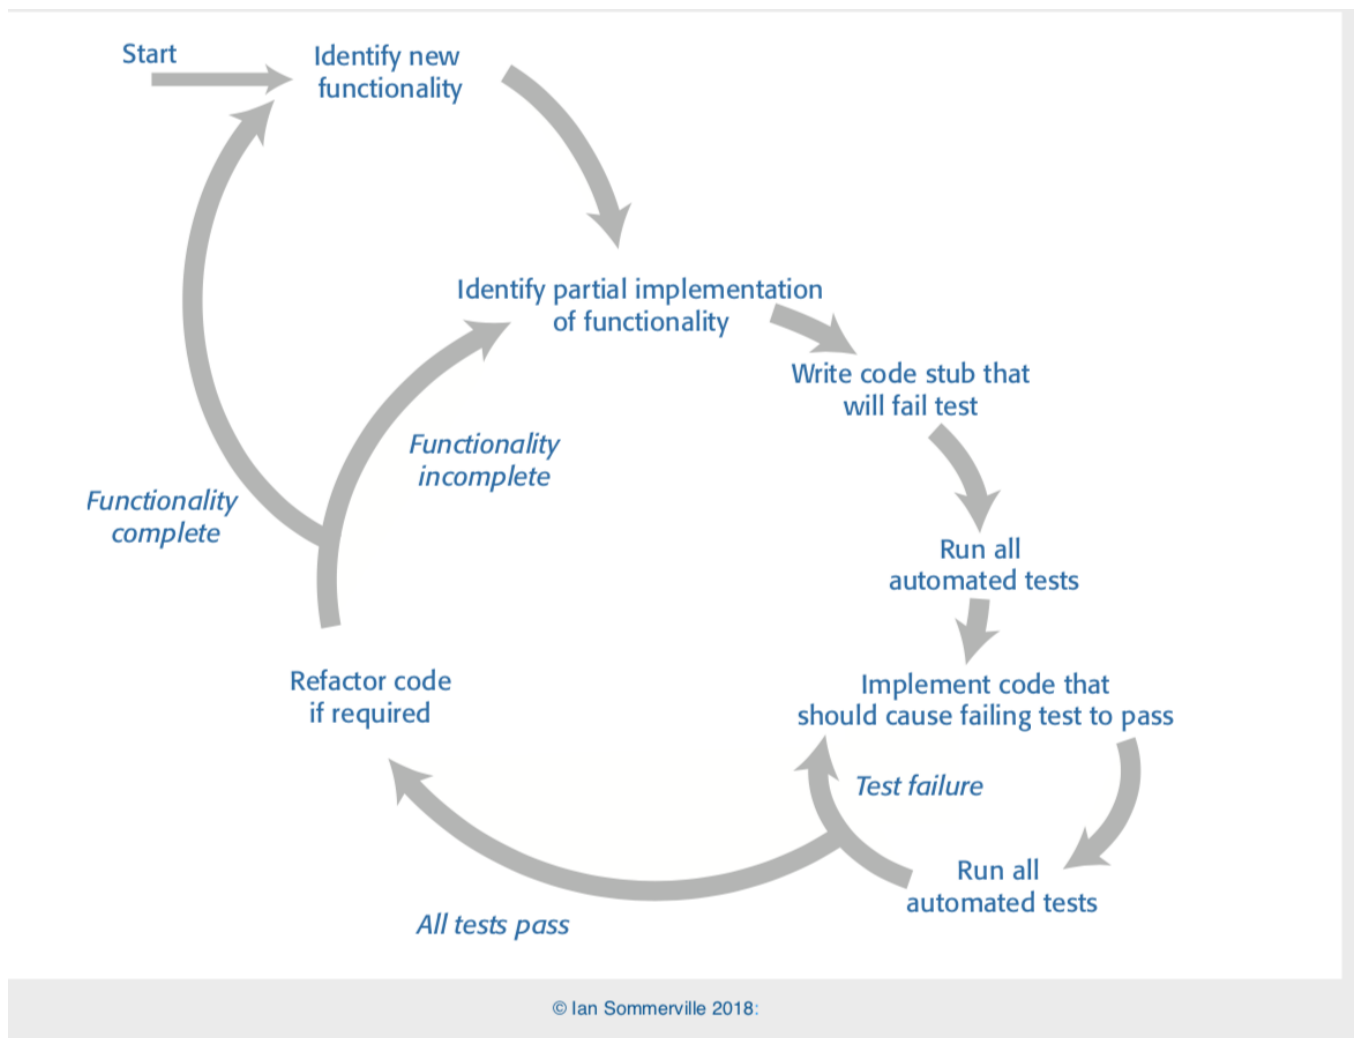 Start
Identify new
functionality
Identify partial implementation
of functionality
Write code stub that
will fail test
Functionality
incomplete
Functionality
complete
Run all
automated tests
Refactor code
if required
Implement code that
should cause failing test to pass
Test failure
Run all
automated tests
All tests pass
© Ian Sommerville 2018: